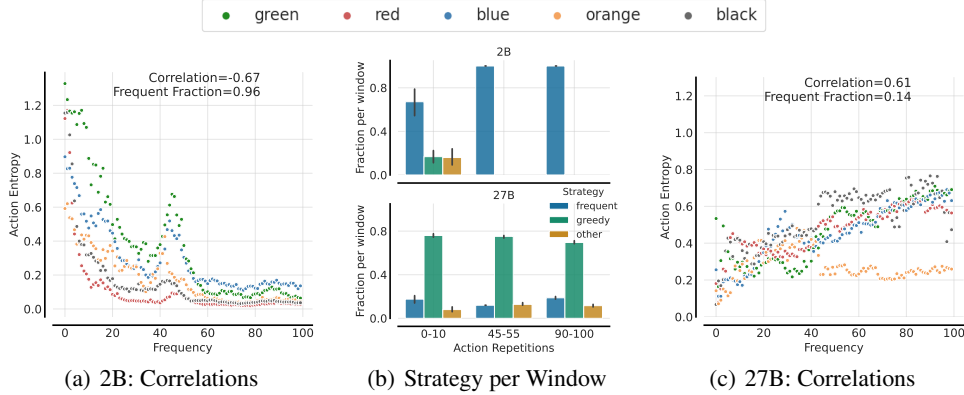 green red blue orange black
Correlation=-0.67
Frequent Fraction=0.96
Action Entropy
1.2
1.0
0.8
0.6
0.4
0.2
0.0
0 20 40 60 80 100
Frequency
(a) 2B: Correlations
2B
Fraction per window
0.8
0.4
0.0
27B
Strategy
frequent
greedy
other
Fraction per window
0.8
0.4
0.0
0-10 45-55 90-100
Action Repetitions
(b) Strategy per Window
Correlation=0.61
Frequent Fraction=0.14
Action Entropy
1.2
1.0
0.8
0.6
0.4
0.2
0.0
0 20 40 60 80 100
Frequency
(c) 27B: Correlations